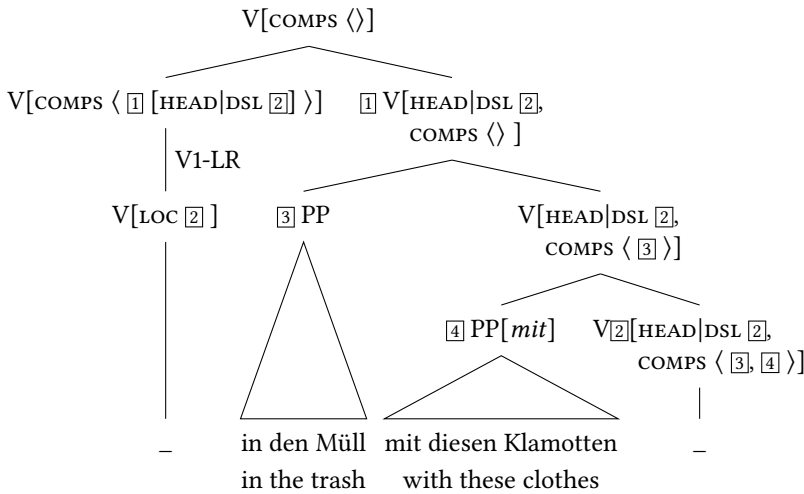 V[COMPS ⟨⟩]
V[COMPS ⟨ 1 [HEAD|DSL 2] ⟩] 1 V[HEAD|DSL 2,
COMPS ⟨⟩ ]
V1-LR
V[LOC 2 ] 3 PP V[HEAD|DSL 2,
COMPS ⟨ 3 ⟩]
4 PP[mit] V2[HEAD|DSL 2,
COMPS ⟨ 3, 4 ⟩]
_ in den Müll mit diesen Klamotten _
in the trash with these clothes